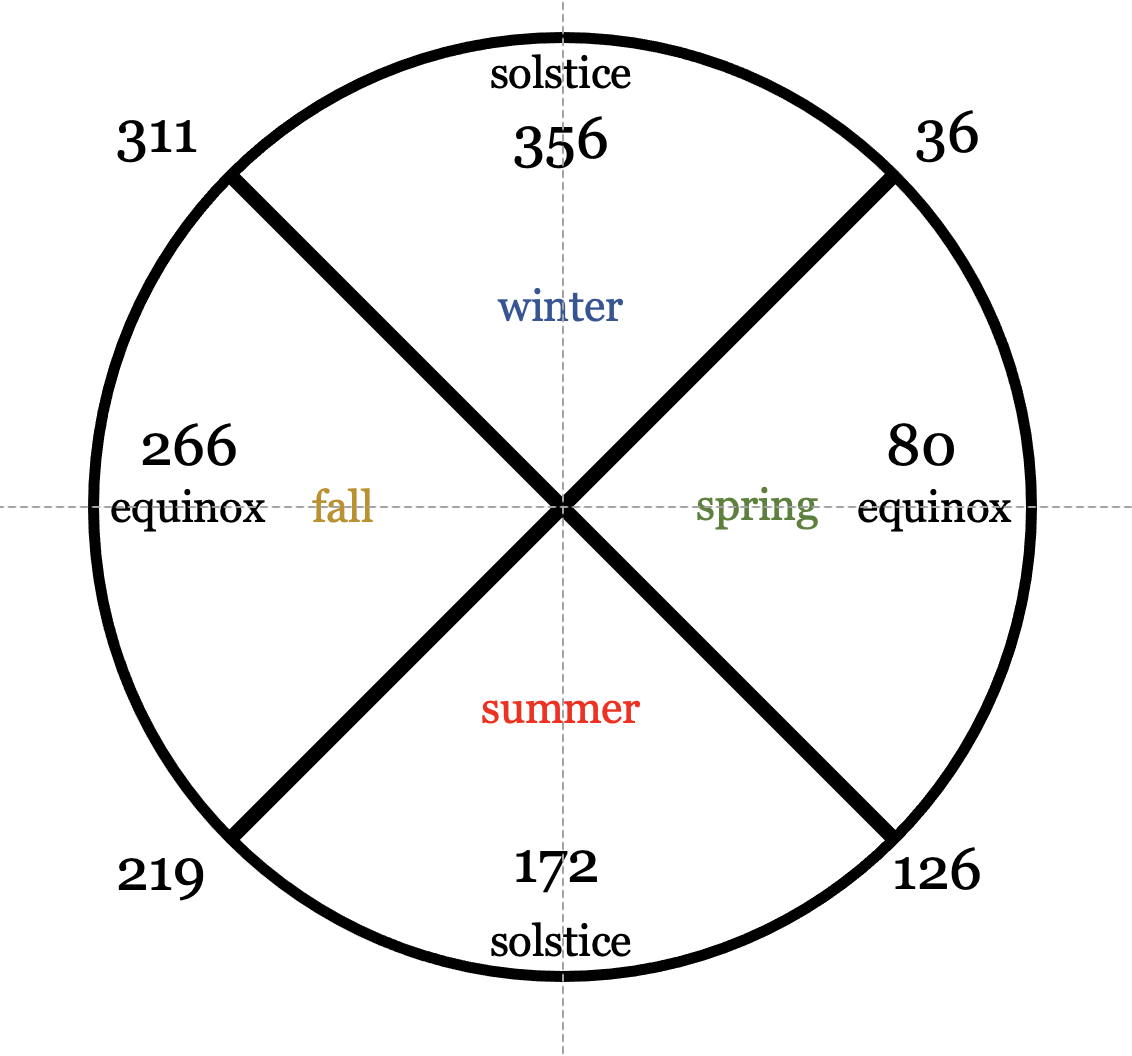 solstice
311
356
36
winter
266
80
equinox
fall
spring
equinox
summer
219
172
126
solstice